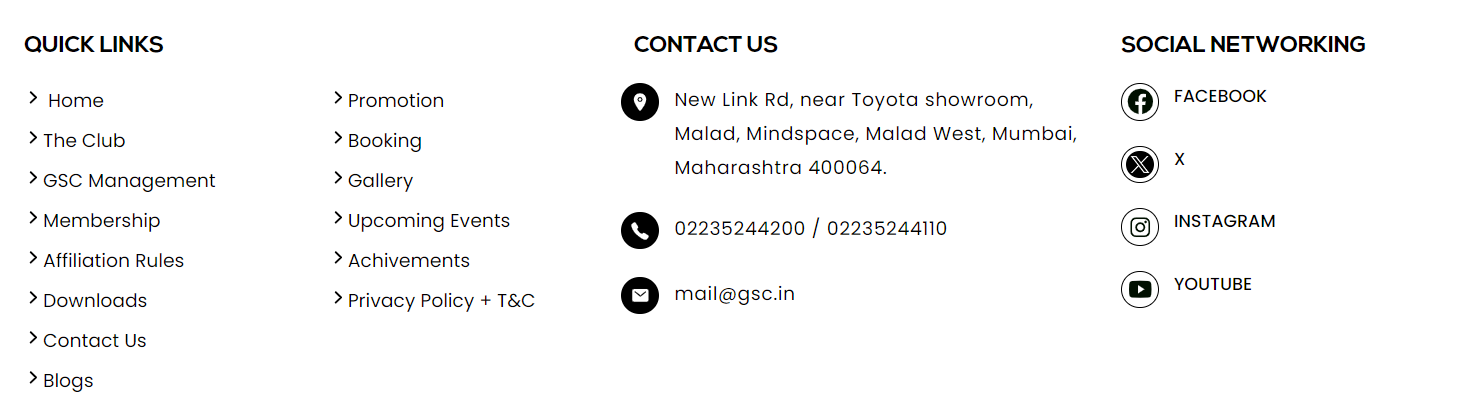 QUICK LINKS
Home
The Club
GSC Management
Membership
Affiliation Rules
Downloads
Contact Us
Blogs
Promotion
Booking
Gallery
Upcoming Events
Achivements
Privacy Policy + T&C
CONTACT US
New Link Rd, near Toyota showroom,
Malad, Mindspace, Malad West, Mumbai,
Maharashtra 400064.
02235244200 / 02235244110
mail@gsc.in
SOCIAL NETWORKING
FACEBOOK
X
INSTAGRAM
YOUTUBE